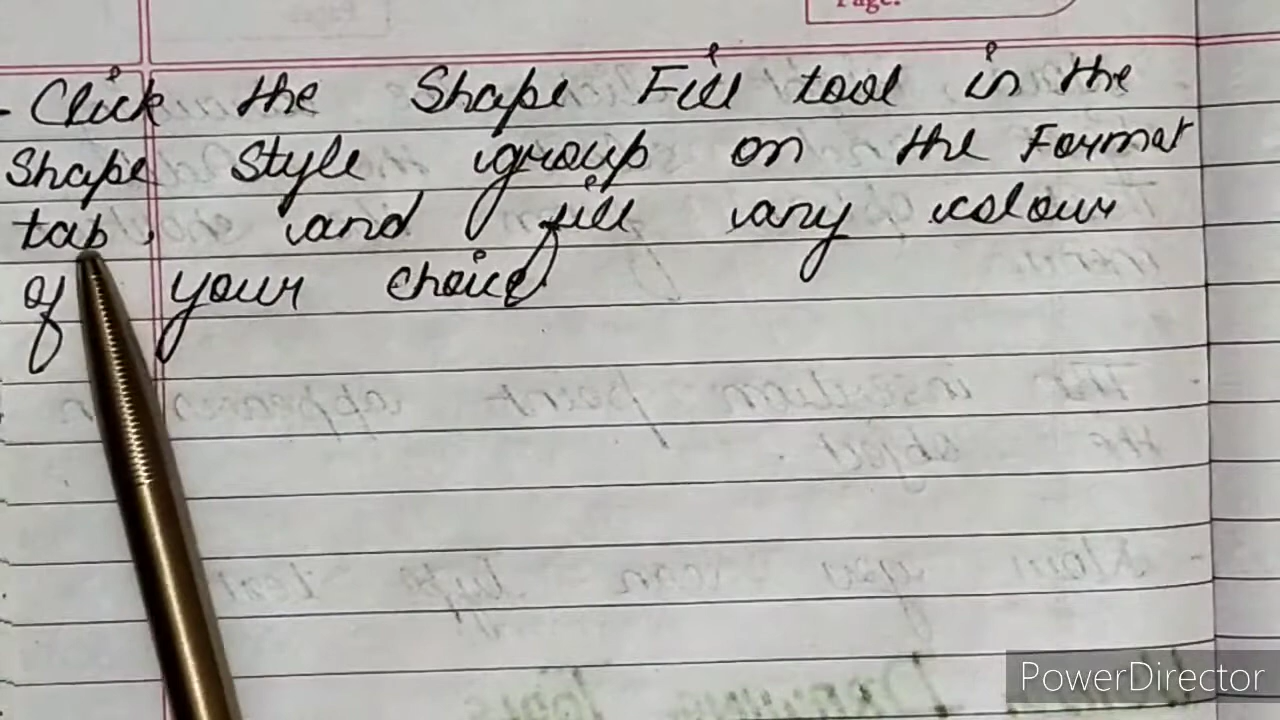 Page.
- Click the Shape Fill tool in the
Shape Style group on the Format
tab, and fill any colour
of your choice
PowerDirector